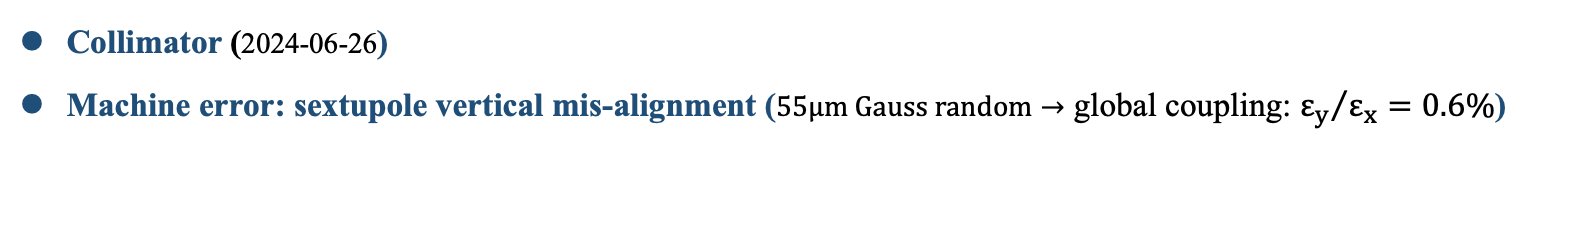 ● Collimator (2024-06-26)
● Machine error: sextupole vertical mis-alignment (55μm Gauss random → global coupling: εy/εx = 0.6%)